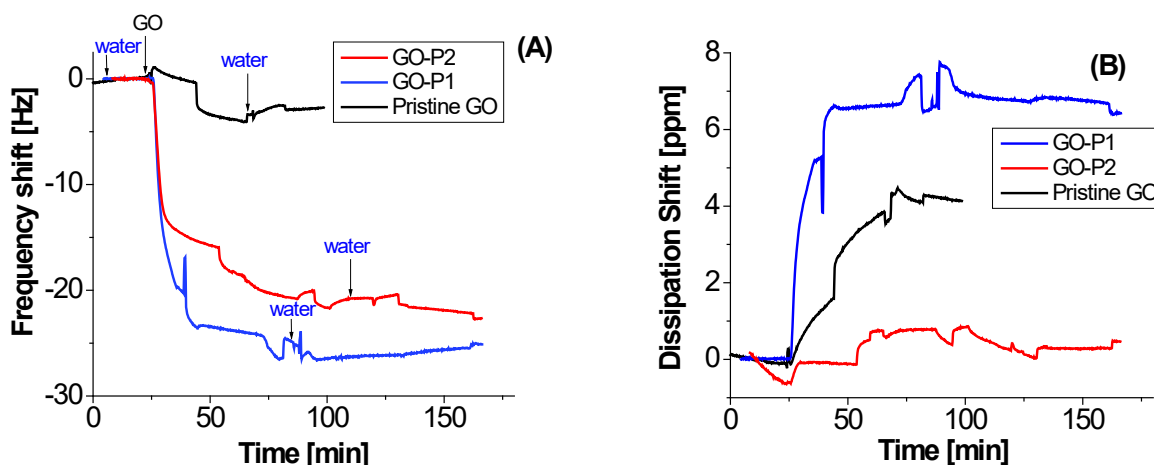 (A)
GO
water
water
GO-P2
GO-P1
Pristine GO
water
water
0
-10
-20
-30
Frequency shift [Hz]
0 50 100 150
Time [min]
(B)
8
6
4
2
0
Dissipation Shift [ppm]
GO-P1
GO-P2
Pristine GO
0 50 100 150
Time [min]